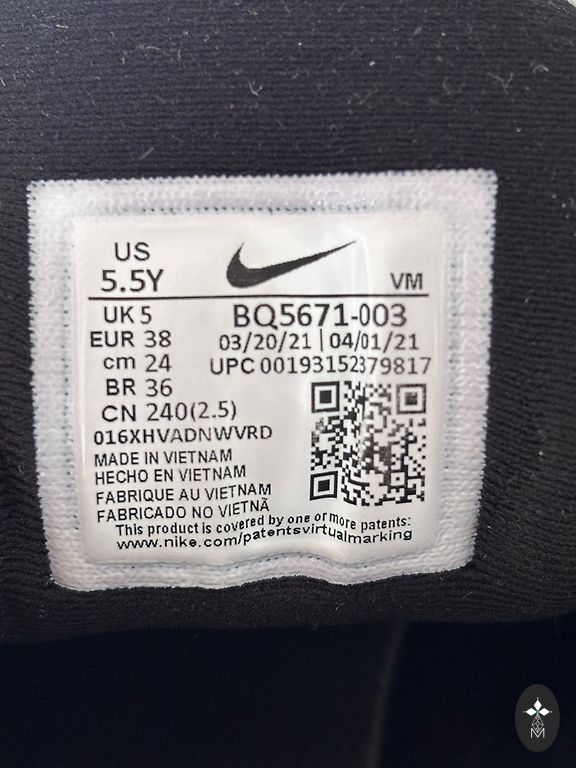 US
5.5Y
VM
UK 5
EUR 38
cm 24
BR 36
CN 240(2.5)
BQ5671-003
03/20/21 | 04/01/21
UPC 00193152379817
016XHVADNWVRD
MADE IN VIETNAM
HECHO EN VIETNAM
FABRIQUE AU VIETNAM
FABRICADO NO VIETNÃ
This product is covered by one or more patents:
www.nike.com/patentsvirtualmarking
M